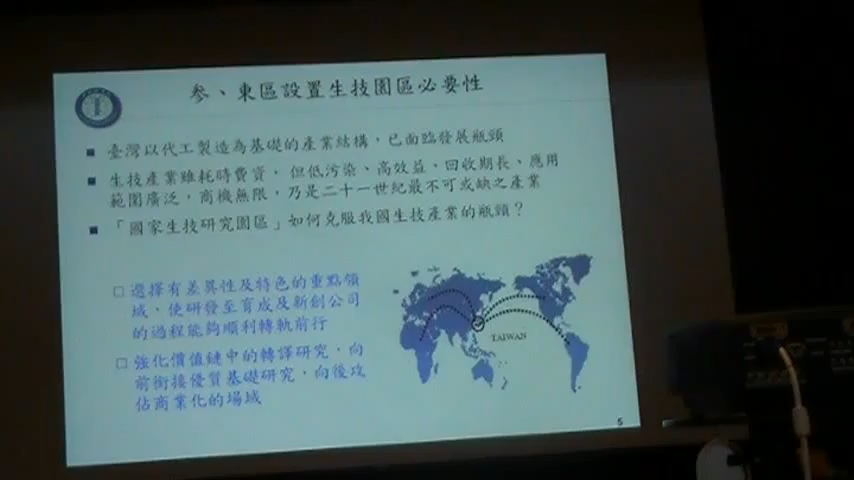 參、東區設置生技園區必要性
■ 臺灣以代工製造為基礎的產業結構,已面臨發展瓶頸
■ 生技產業雖耗時費資,但低污染、高效益、回收期長、應用
範圍廣泛,商機無限,乃是二十一世紀最不可或缺之產業
■ 「國家生技研究園區」如何克服我國生技產業的瓶頸?
□ 選擇有差異性及特色的重點領
域,使研發至育成及新創公司
的過程能夠順利轉軌前行
□ 強化價值鏈中的轉譯研究,向
前銜接優質基礎研究,向後攻
佔商業化的場域
TAIWAN
5